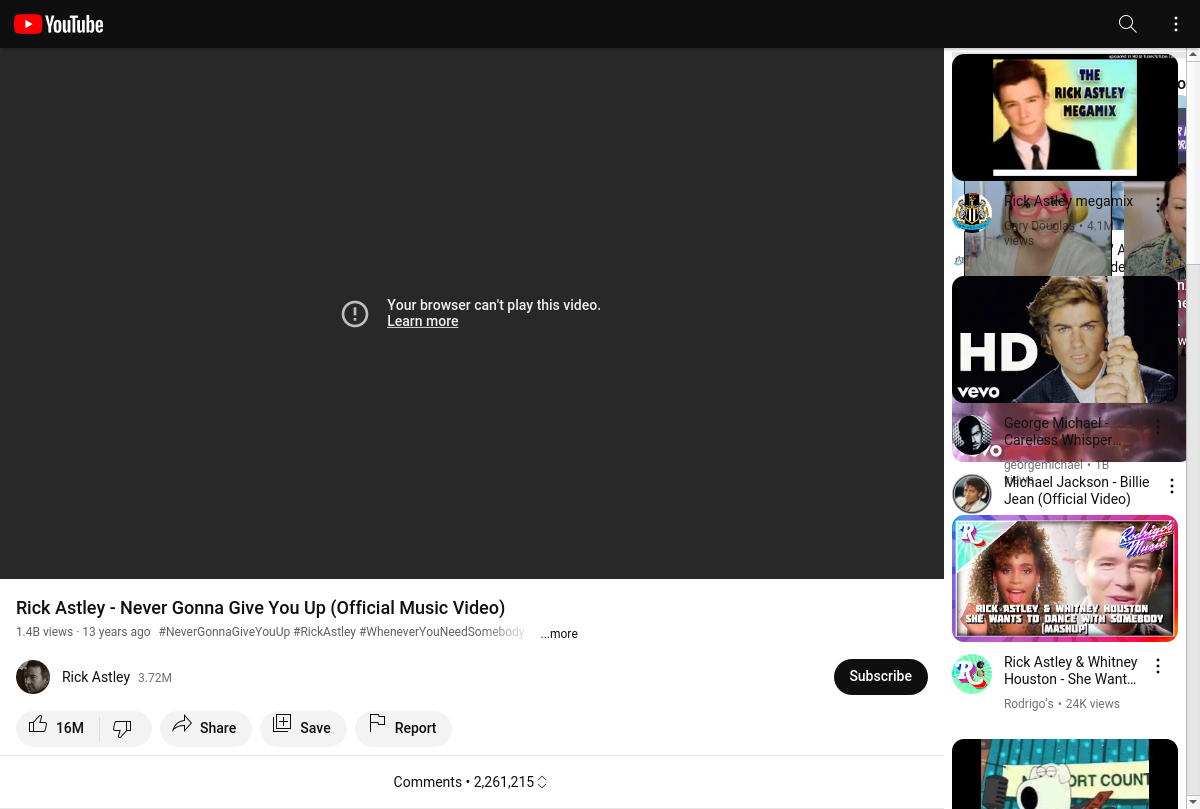 YouTube
Your browser can't play this video.
Learn more
Rick Astley - Never Gonna Give You Up (Official Music Video)
1.4B views · 13 years ago #NeverGonnaGiveYouUp #RickAstley #WheneverYouNeedSomebody ...more
Rick Astley 3.72M
Subscribe
16M
Share
Save
Report
Comments • 2,261,215
THE
RICK ASTLEY
MEGAMIX
Rick Astley megamix
Gary Douglas • 4.1M
views
HD
vevo
George Michael -
Careless Whisper...
georgemichael • 1B
Michael Jackson - Billie
Jean (Official Video)
Rodrigo's
Music
RICK ASTLEY & WHITNEY HOUSTON
SHE WANTS TO DANCE WITH SOMEBODY
[MASHUP]
Rick Astley & Whitney
Houston - She Want...
Rodrigo's • 24K views